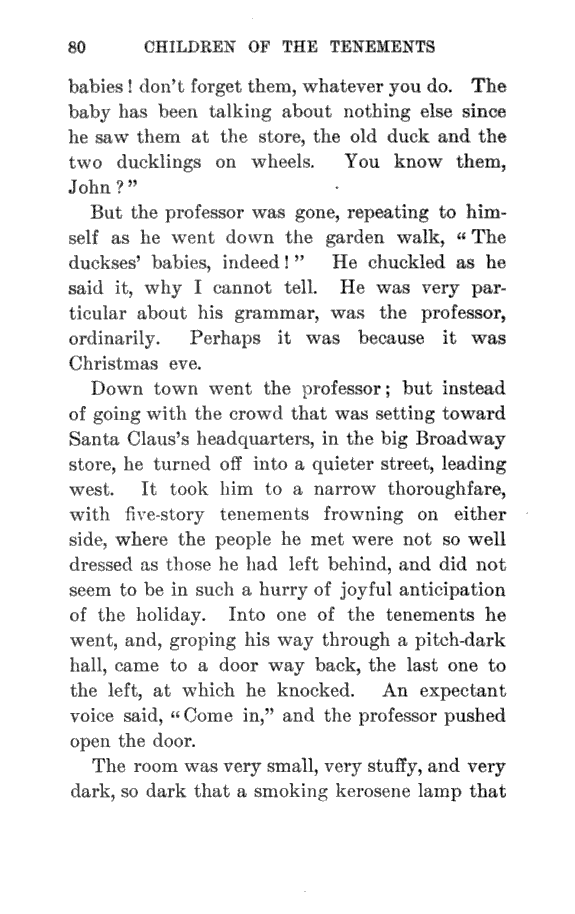 80 CHILDREN OF THE TENEMENTS
babies! don't forget them, whatever you do. The
baby has been talking about nothing else since
he saw them at the store, the old duck and the
two ducklings on wheels. You know them,
John?"
But the professor was gone, repeating to him-
self as he went down the garden walk, "The
duckses' babies, indeed!" He chuckled as he
said it, why I cannot tell. He was very par-
ticular about his grammar, was the professor,
ordinarily. Perhaps it was because it was
Christmas eve.
Down town went the professor; but instead
of going with the crowd that was setting toward
Santa Claus's headquarters, in the big Broadway
store, he turned off into a quieter street, leading
west. It took him to a narrow thoroughfare,
with five-story tenements frowning on either
side, where the people he met were not so well
dressed as those he had left behind, and did not
seem to be in such a hurry of joyful anticipation
of the holiday. Into one of the tenements he
went, and, groping his way through a pitch-dark
hall, came to a door way back, the last one to
the left, at which he knocked. An expectant
voice said, "Come in," and the professor pushed
open the door.
The room was very small, very stuffy, and very
dark, so dark that a smoking kerosene lamp that